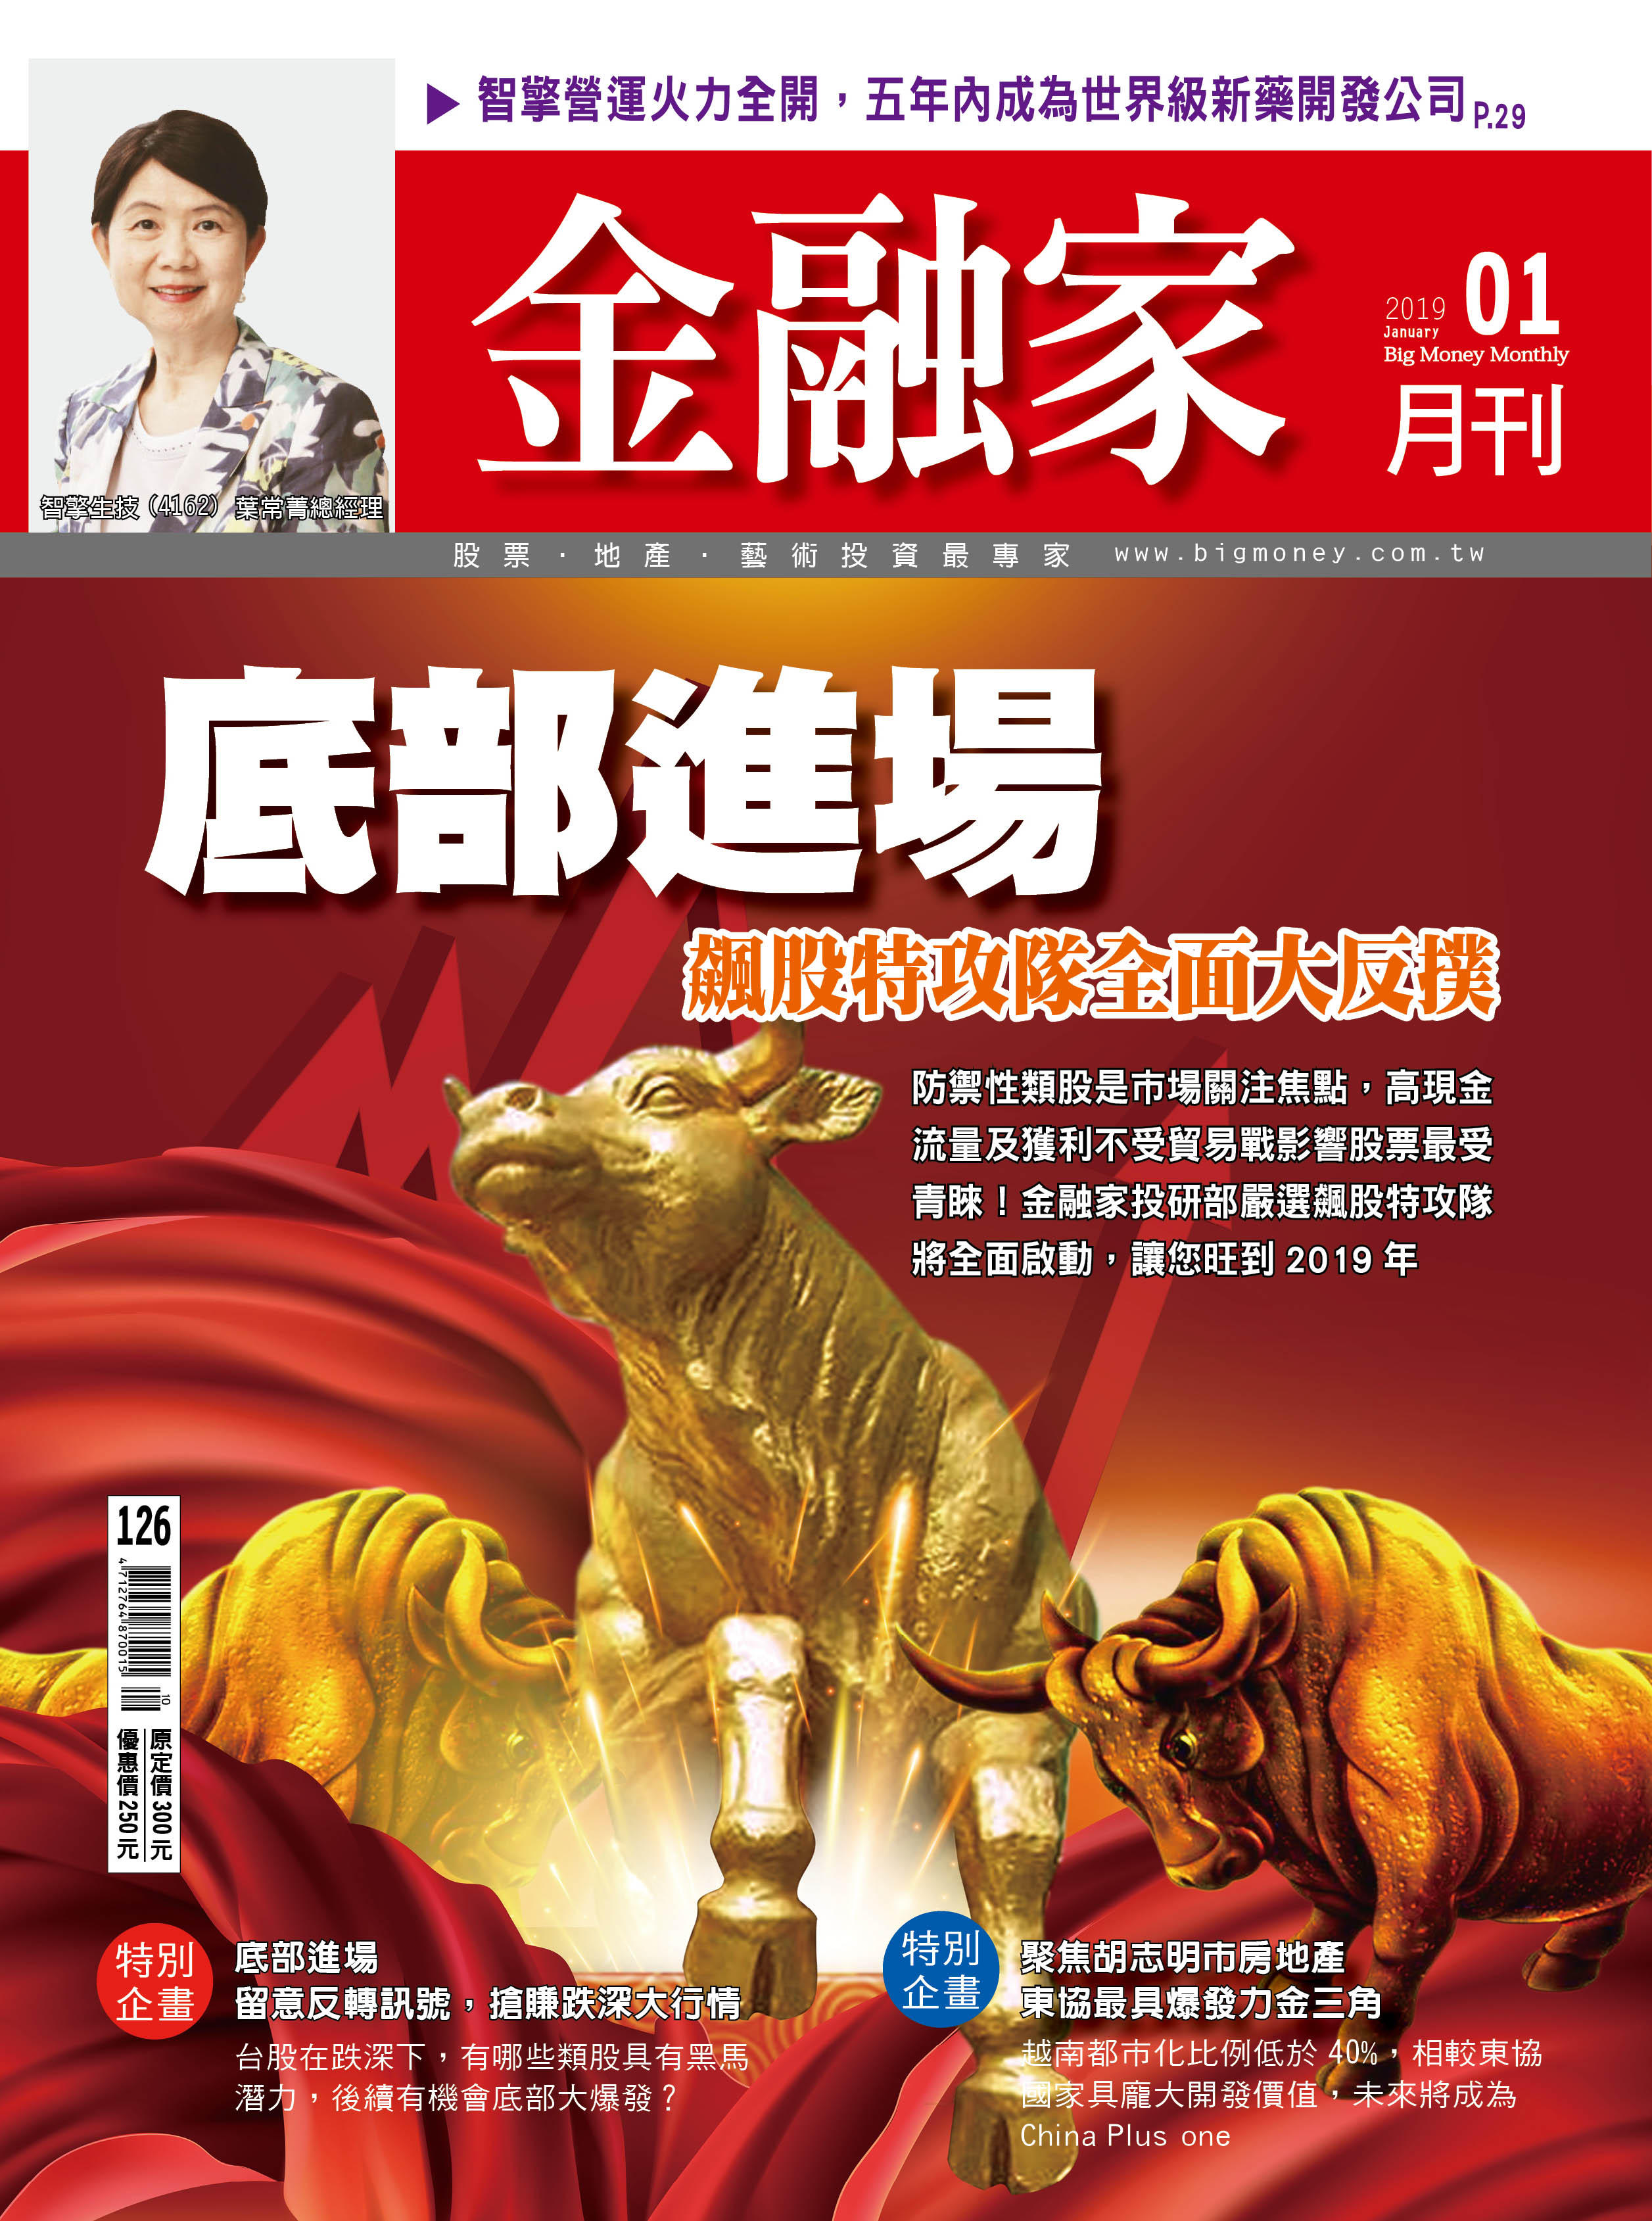 ▶智擎營運火力全開，五年內成為世界級新藥開發公司 P.29
智擎生技 (4162) 葉常菁總經理
金融家
2019 01
January
Big Money Monthly
月刊
股票·地產·藝術投資最專家 www.bigmoney.com.tw
底部進場
飆股特攻隊全面大反撲
防禦性類股是市場關注焦點，高現金
流量及獲利不受貿易戰影響股票最受
青睞！金融家投研部嚴選飆股特攻隊
將全面啟動，讓您旺到 2019 年
126
4 712764 870015
10
原定價 300 元
優惠價 250 元
特別
企畫
底部進場
留意反轉訊號，搶賺跌深大行情
台股在跌深下，有哪些類股具有黑馬
潛力，後續有機會底部大爆發？
特別
企畫
聚焦胡志明市房地產
東協最具爆發力金三角
越南都市化比例低於 40%，相較東協
國家具龐大開發價值，未來將成為
China Plus one